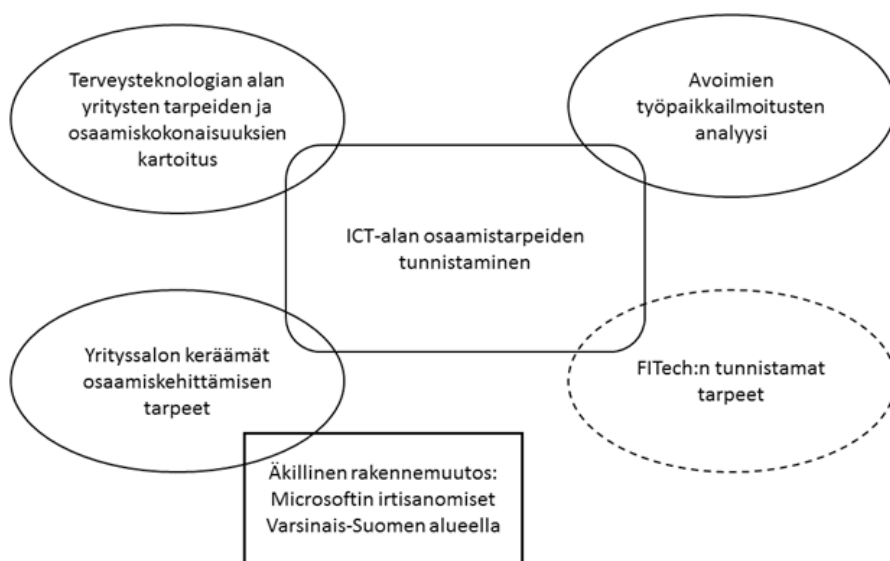 Terveysteknologian alan
yritysten tarpeiden ja
osaamiskokonaisuuksien
kartoitus
Avoimien
työpaikkailmoitusten
analyysi
ICT-alan osaamistarpeiden
tunnistaminen
Yrityssalon keräämät
osaamiskehittämisen
tarpeet
FITech:n tunnistamat
tarpeet
Äkillinen rakennemuutos:
Microsoftin irtisanomiset
Varsinais-Suomen alueella